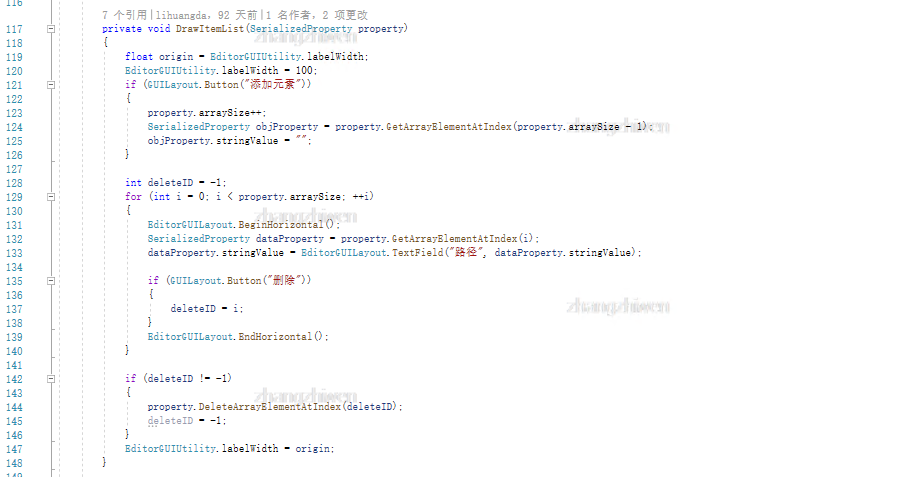 116
7 个引用|lihuangda，92 天前|1 名作者，2 项更改
117 private void DrawItemList(SerializedProperty property)
118 {
119 float origin = EditorGUIUtility.labelWidth;
120 EditorGUIUtility.labelWidth = 100;
121 if (GUILayout.Button("添加元素"))
122 {
123 property.arraySize++;
124 SerializedProperty objProperty = property.GetArrayElementAtIndex(property.arraySize - 1);
125 objProperty.stringValue = "";
126 }
127
128 int deleteID = -1;
129 for (int i = 0; i < property.arraySize; ++i)
130 {
131 EditorGUILayout.BeginHorizontal();
132 SerializedProperty dataProperty = property.GetArrayElementAtIndex(i);
133 dataProperty.stringValue = EditorGUILayout.TextField("路径", dataProperty.stringValue);
134
135 if (GUILayout.Button("删除"))
136 {
137 deleteID = i;
138 }
139 EditorGUILayout.EndHorizontal();
140 }
141
142 if (deleteID != -1)
143 {
144 property.DeleteArrayElementAtIndex(deleteID);
145 deleteID = -1;
146 }
147 EditorGUIUtility.labelWidth = origin;
148 }
149
zhangzhiwen
zhangzhiwen
zhangzhiwen
zhangzhiwen
zhangzhiwen